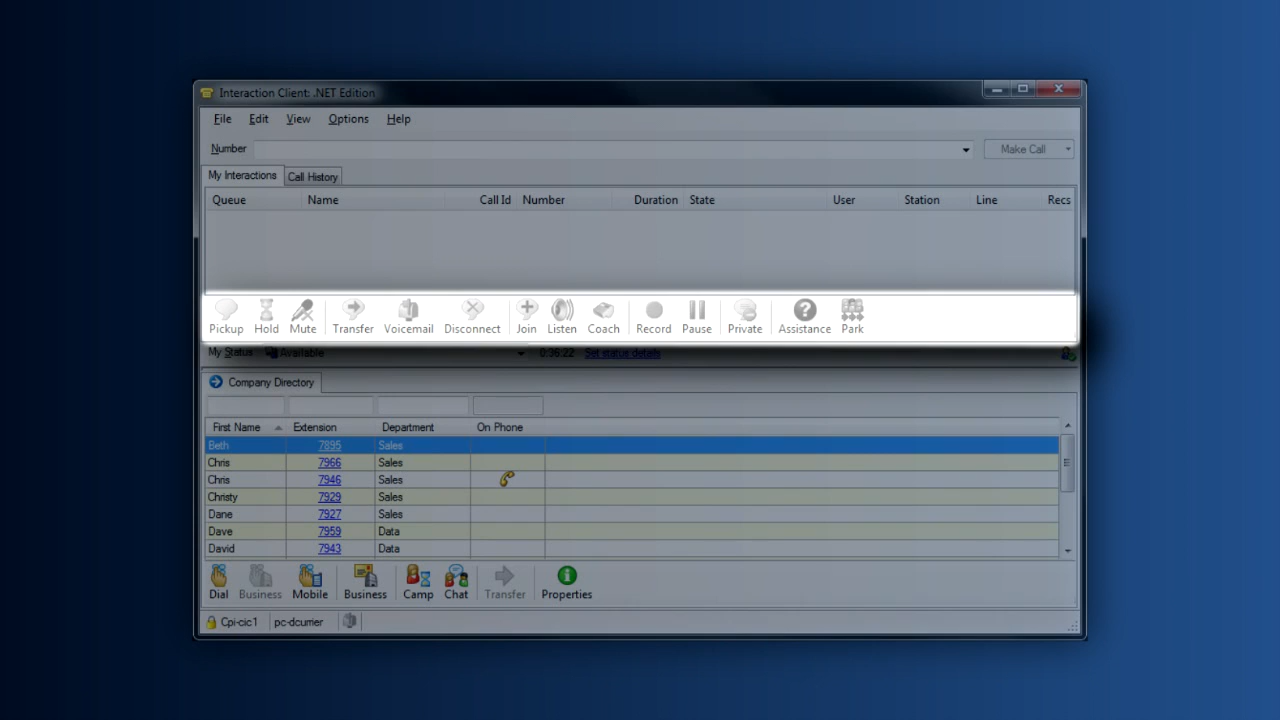 Interaction Client: .NET Edition
File Edit View Options Help
Number Make Call
My Interactions Call History
Queue Name Call Id Number Duration State User Station Line Recs
Pickup Hold Mute Transfer Voicemail Disconnect Join Listen Coach Record Pause Private Assistance Park
My Status Available 0:36:22 Set status details
Company Directory
First Name Extension Department On Phone
Beth 7895 Sales
Chris 7966 Sales
Chris 7946 Sales
Christy 7929 Sales
Dane 7927 Sales
Dave 7959 Data
David 7943 Data
Dial Business Mobile Business Camp Chat Transfer Properties
Cpi-cic1 pc-dcurrier